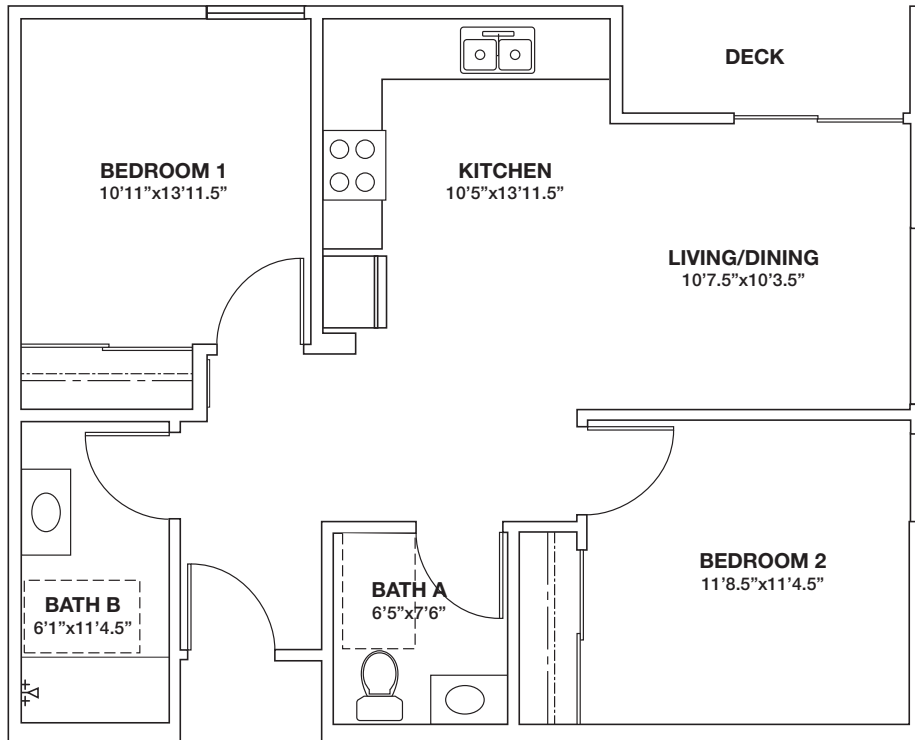 DECK
BEDROOM 1
10’11”x13’11.5”
KITCHEN
10’5”x13’11.5”
LIVING/DINING
10’7.5”x10’3.5”
BEDROOM 2
11’8.5”x11’4.5”
BATH A
6’5”x7’6”
BATH B
6’1”x11’4.5”